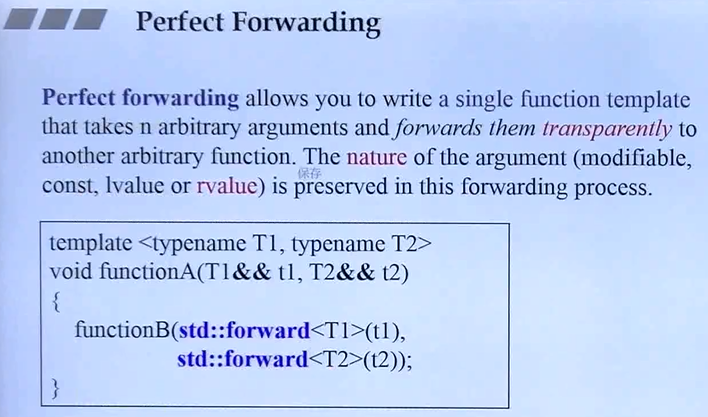 Perfect Forwarding
Perfect forwarding allows you to write a single function template
that takes n arbitrary arguments and forwards them transparently to
another arbitrary function. The nature of the argument (modifiable,
保存
const, lvalue or rvalue) is preserved in this forwarding process.
template <typename T1, typename T2>
void functionA(T1&& t1, T2&& t2)
{
functionB(std::forward<T1>(t1),
std::forward<T2>(t2));
}